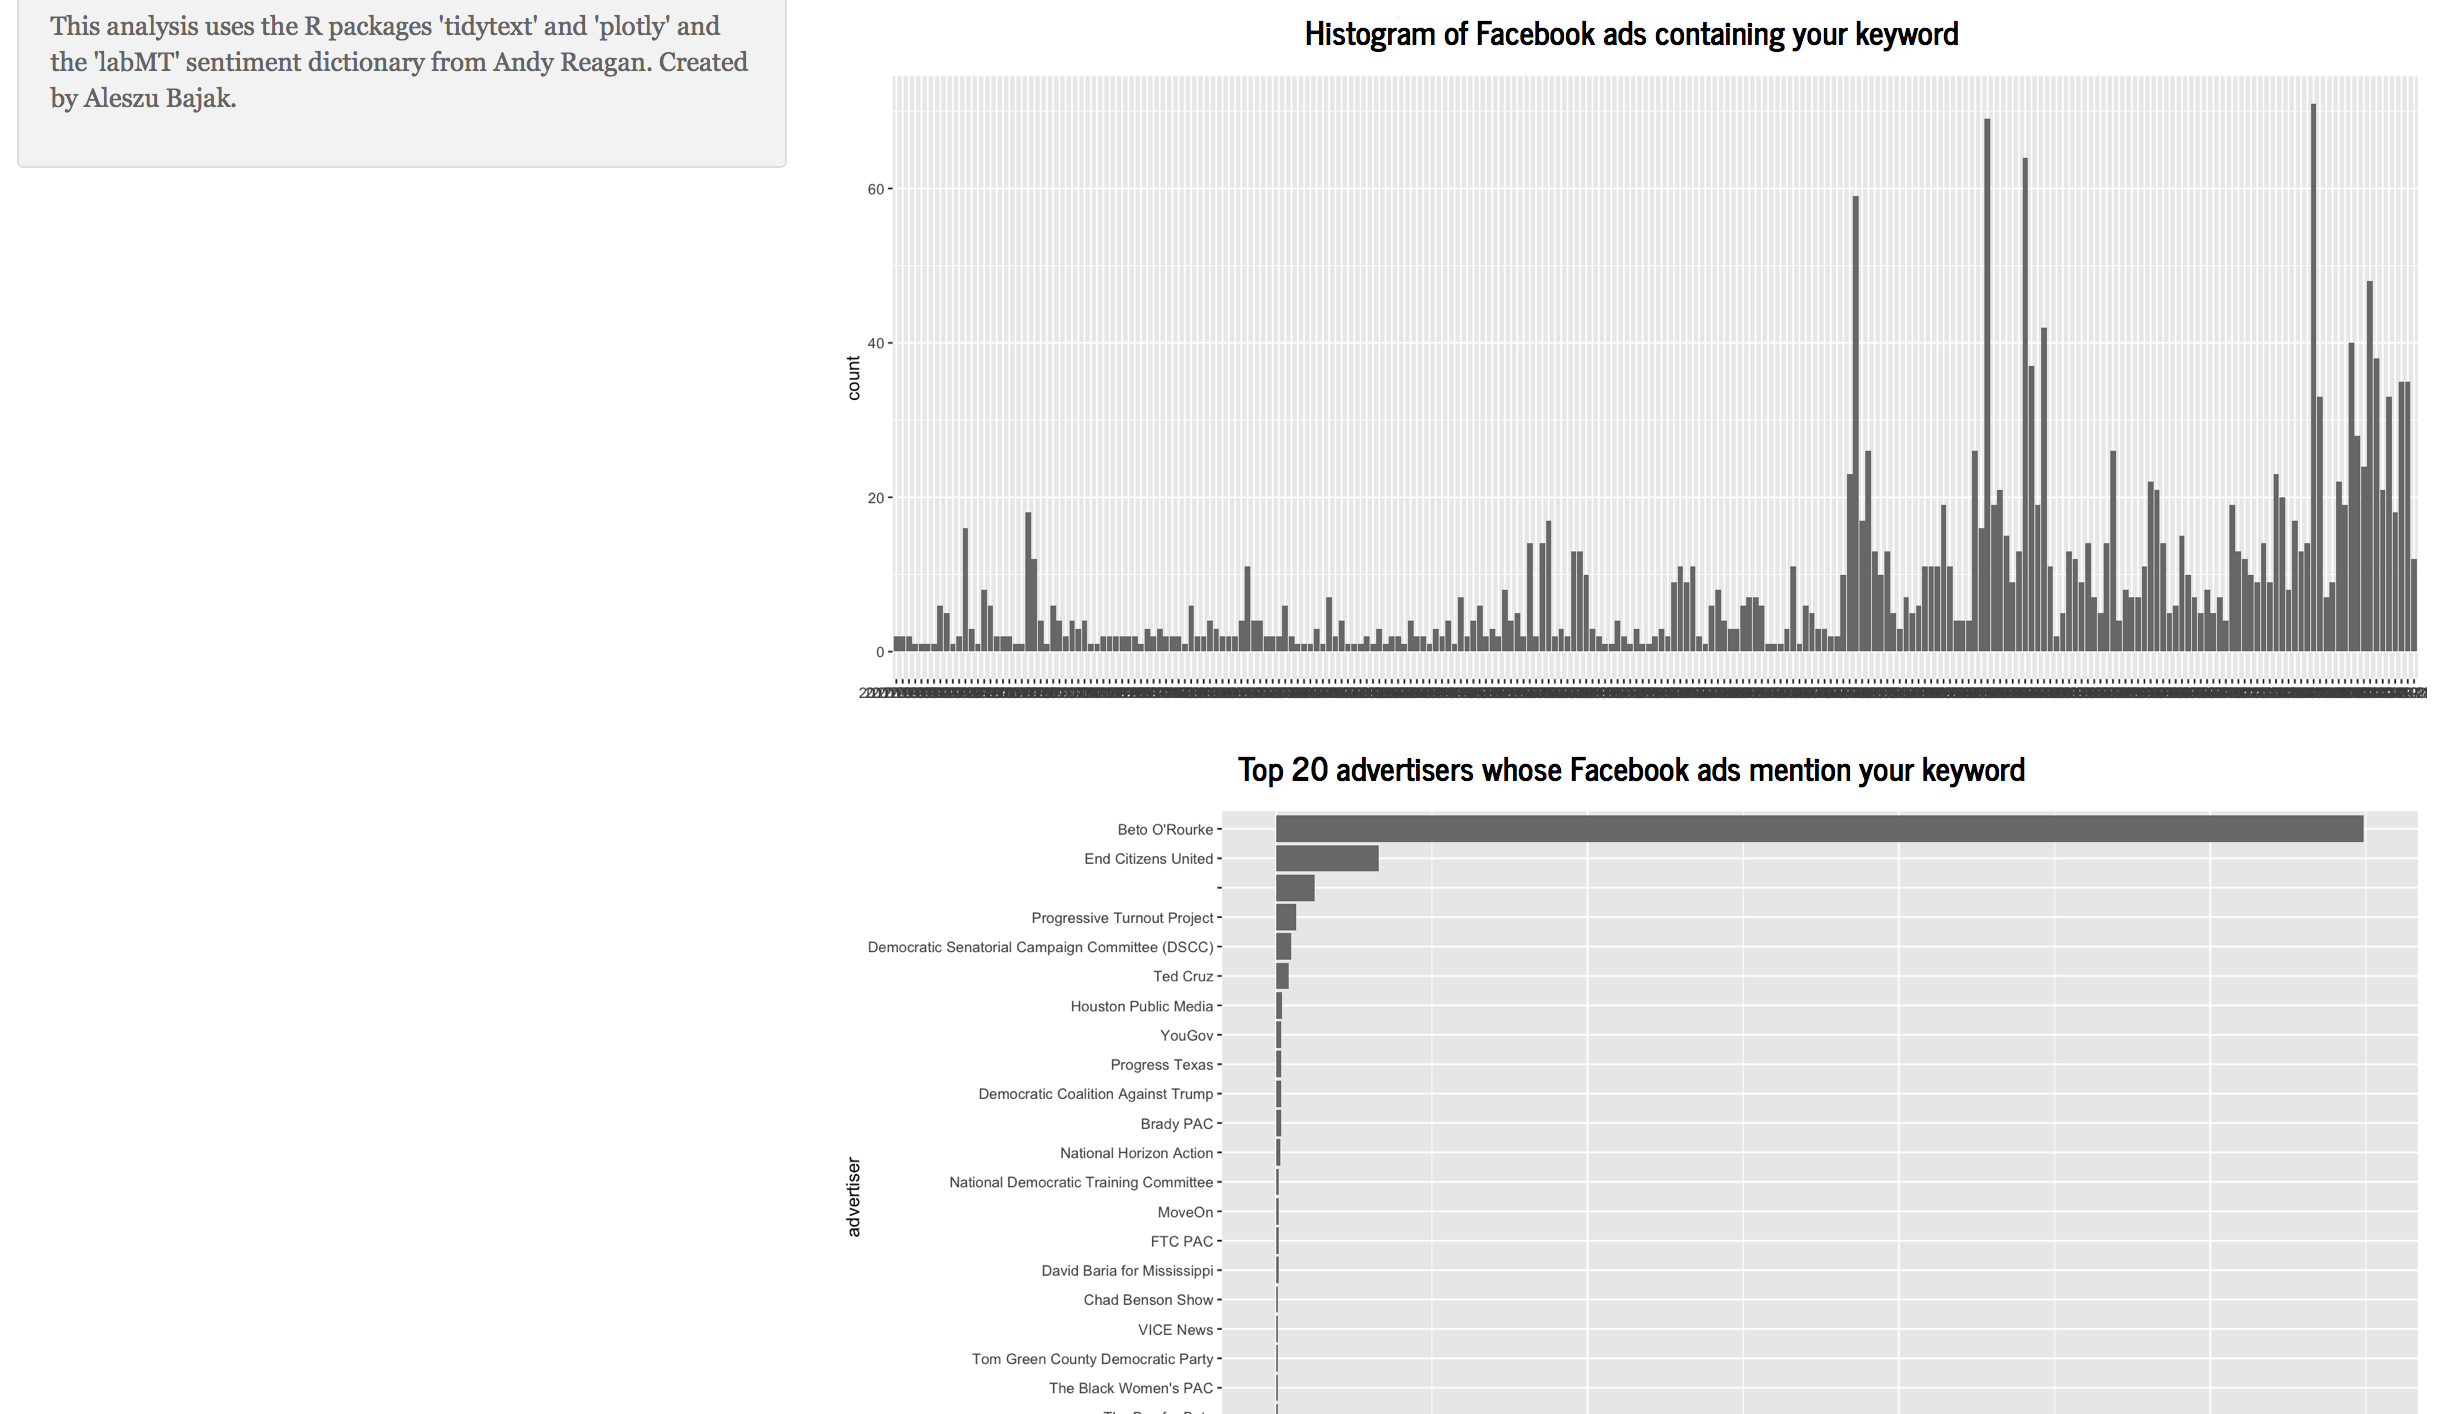 This analysis uses the R packages 'tidytext' and 'plotly' and
the 'labMT' sentiment dictionary from Andy Reagan. Created
by Aleszu Bajak.
Histogram of Facebook ads containing your keyword
60
40
20
0
count
Top 20 advertisers whose Facebook ads mention your keyword
Beto O'Rourke
End Citizens United
Progressive Turnout Project
Democratic Senatorial Campaign Committee (DSCC)
Ted Cruz
Houston Public Media
YouGov
Progress Texas
Democratic Coalition Against Trump
Brady PAC
National Horizon Action
National Democratic Training Committee
MoveOn
FTC PAC
David Baria for Mississippi
Chad Benson Show
VICE News
Tom Green County Democratic Party
The Black Women's PAC
advertiser